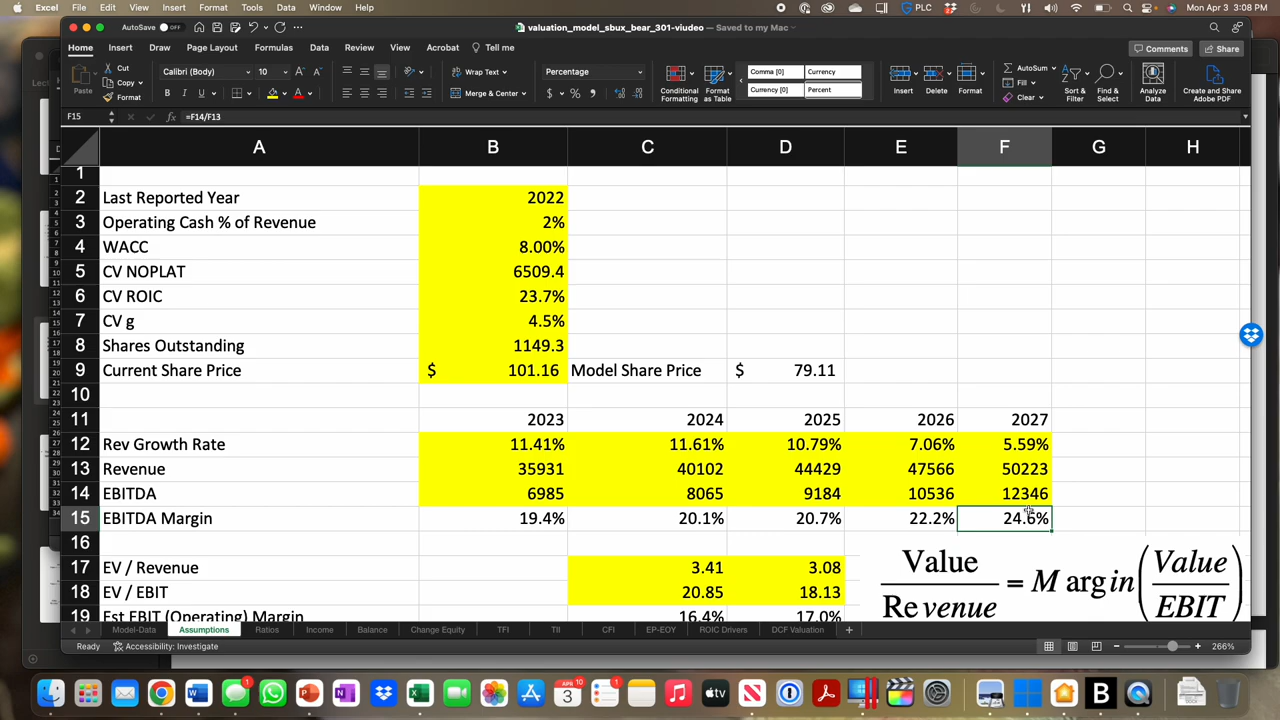 Excel File Edit View Insert Format Tools Data Window Help PLC Mon Apr 3 3:08 PM
AutoSave OFF valuation_model_sbux_bear_301-viudeo — Saved to my Mac
Home Insert Draw Page Layout Formulas Data Review View Acrobat Tell me Comments Share
Paste Cut Copy Format Calibri (Body) 10 Wrap Text Merge & Center Percentage Conditional Formatting Format as Table Comma [0] Currency Currency [0] Percent Insert Delete Format AutoSum Fill Clear Sort & Filter Find & Select Analyze Data Create and Share Adobe PDF
F15 fx =F14/F13
A B C D E F G H
1
2 Last Reported Year 2022
3 Operating Cash % of Revenue 2%
4 WACC 8.00%
5 CV NOPLAT 6509.4
6 CV ROIC 23.7%
7 CV g 4.5%
8 Shares Outstanding 1149.3
9 Current Share Price $ 101.16 Model Share Price $ 79.11
10
11 2023 2024 2025 2026 2027
12 Rev Growth Rate 11.41% 11.61% 10.79% 7.06% 5.59%
13 Revenue 35931 40102 44429 47566 50223
14 EBITDA 6985 8065 9184 10536 12346
15 EBITDA Margin 19.4% 20.1% 20.7% 22.2% 24.6%
16
17 EV / Revenue 3.41 3.08
18 EV / EBIT 20.85 18.13
19 Est EBIT (Operating) Margin 16.4% 17.0%
Value / Revenue = Margin (Value / EBIT)
Model-Data Assumptions Ratios Income Balance Change Equity TFI TII CFI EP-EOY ROIC Drivers DCF Valuation +
Ready Accessibility: Investigate 266%